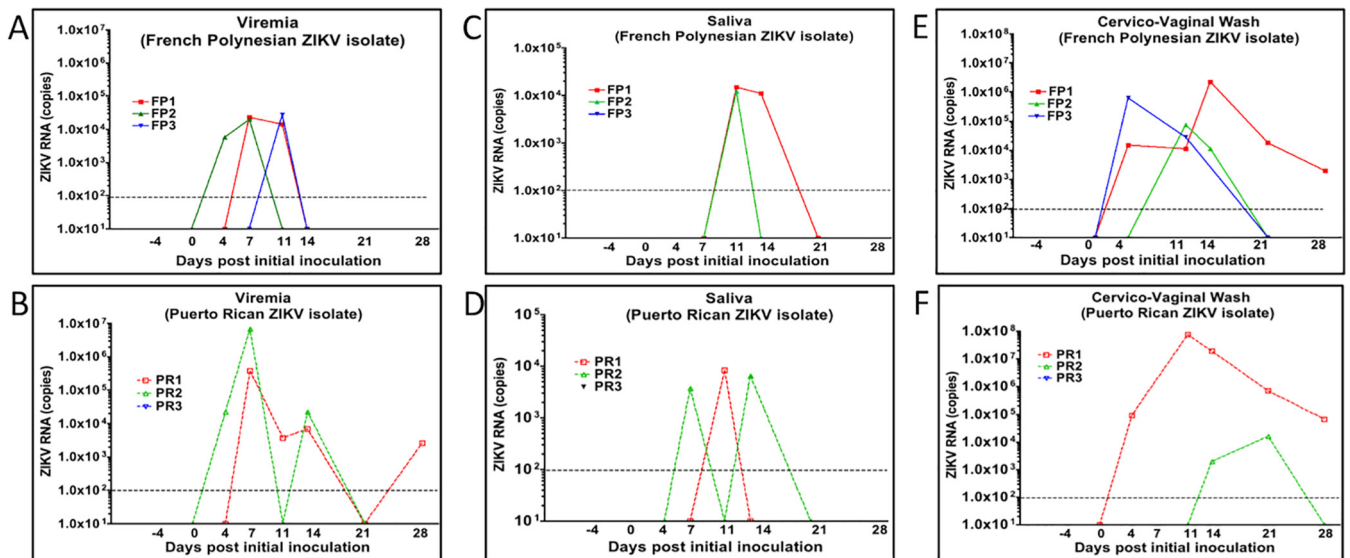 A
Viremia
(French Polynesian ZIKV isolate)
ZIKV RNA (copies)
1.0x10^7
1.0x10^6
1.0x10^5
1.0x10^4
1.0x10^3
1.0x10^2
1.0x10^1
FP1
FP2
FP3
-4 0 4 7 11 14 21 28
Days post initial inoculation
C
Saliva
(French Polynesian ZIKV isolate)
ZIKV RNA (copies)
1.0x10^5
1.0x10^4
1.0x10^3
1.0x10^2
1.0x10^1
FP1
FP2
FP3
-4 0 4 7 11 14 21 28
Days post initial inoculation
E
Cervico-Vaginal Wash
(French Polynesian ZIKV isolate)
ZIKV RNA (copies)
1.0x10^8
1.0x10^7
1.0x10^6
1.0x10^5
1.0x10^4
1.0x10^3
1.0x10^2
1.0x10^1
FP1
FP2
FP3
-4 0 4 11 14 21 28
Days post initial inoculation
B
Viremia
(Puerto Rican ZIKV isolate)
ZIKV RNA (copies)
1.0x10^7
1.0x10^6
1.0x10^5
1.0x10^4
1.0x10^3
1.0x10^2
1.0x10^1
PR1
PR2
PR3
-4 0 4 7 11 14 21 28
Days post initial inoculation
D
Saliva
(Puerto Rican ZIKV isolate)
ZIKV RNA (copies)
10^5
10^4
10^3
10^2
10^1
PR1
PR2
PR3
-4 0 4 7 11 14 21 28
Days post initial inoculation
F
Cervico-Vaginal Wash
(Puerto Rican ZIKV isolate)
ZIKV RNA (copies)
1.0x10^8
1.0x10^7
1.0x10^6
1.0x10^5
1.0x10^4
1.0x10^3
1.0x10^2
1.0x10^1
PR1
PR2
PR3
-4 0 4 7 11 14 21 28
Days post initial inoculation